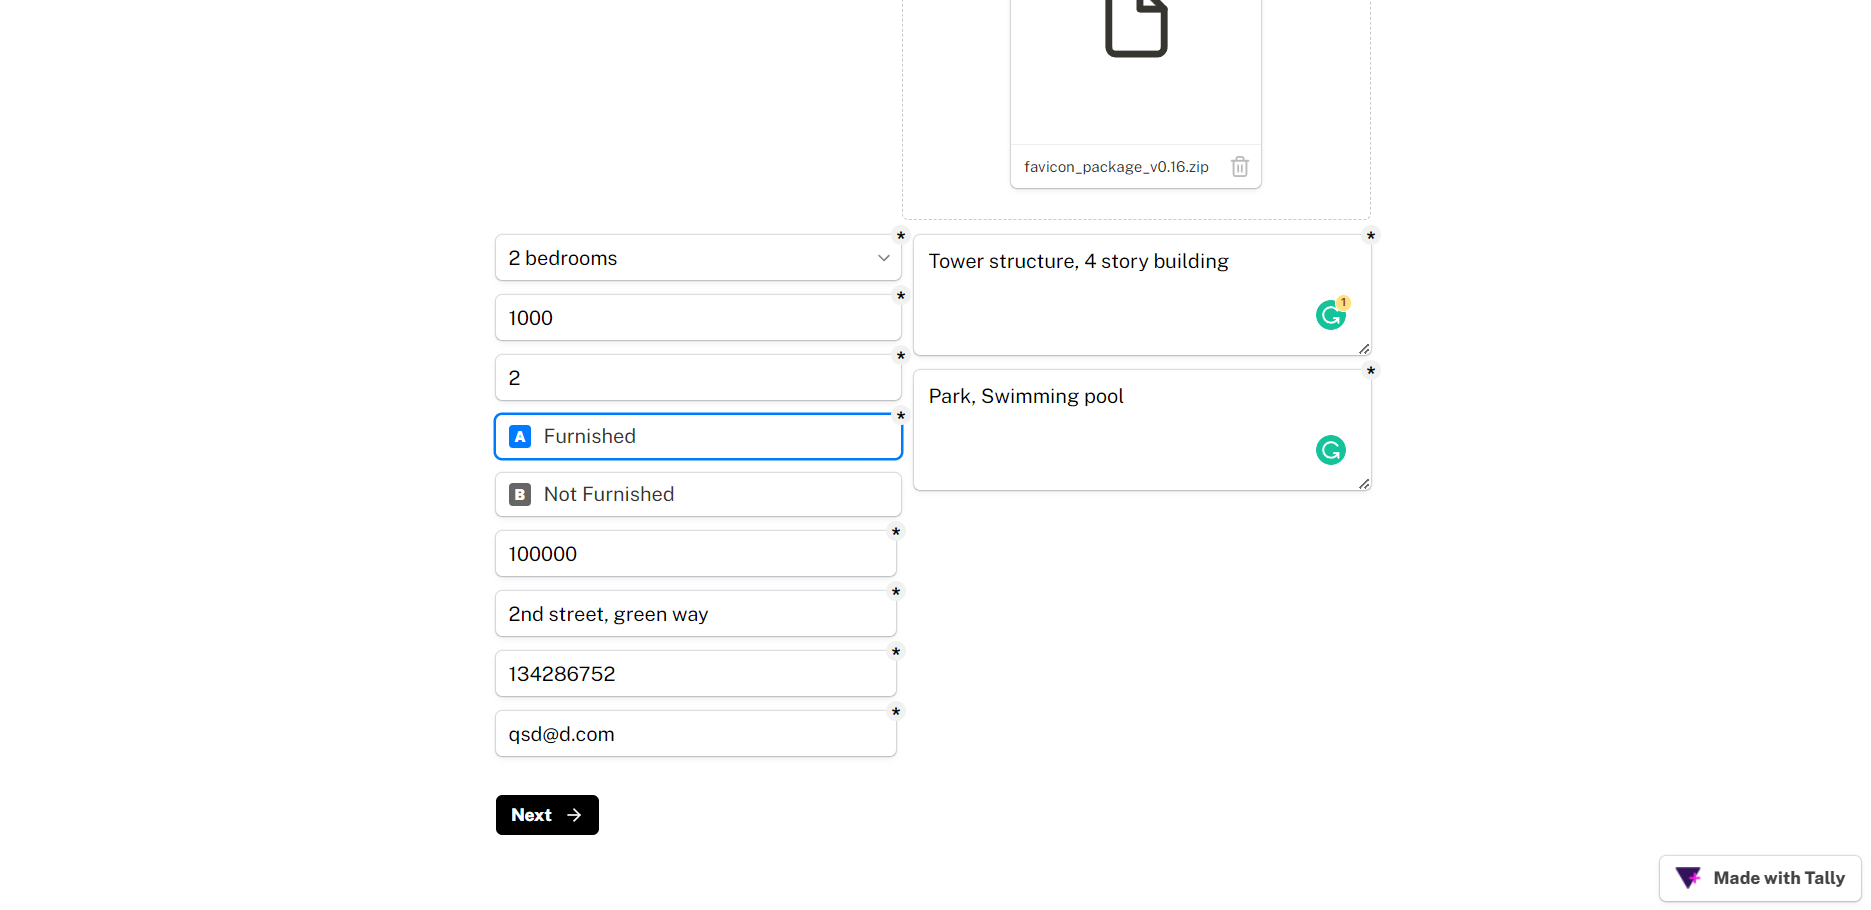 favicon_package_v0.16.zip
2 bedrooms
*
1000
*
2
*
A Furnished
*
B Not Furnished
100000
*
2nd street, green way
*
134286752
*
qsd@d.com
*
Tower structure, 4 story building
*
1
Park, Swimming pool
*
Next →
Made with Tally